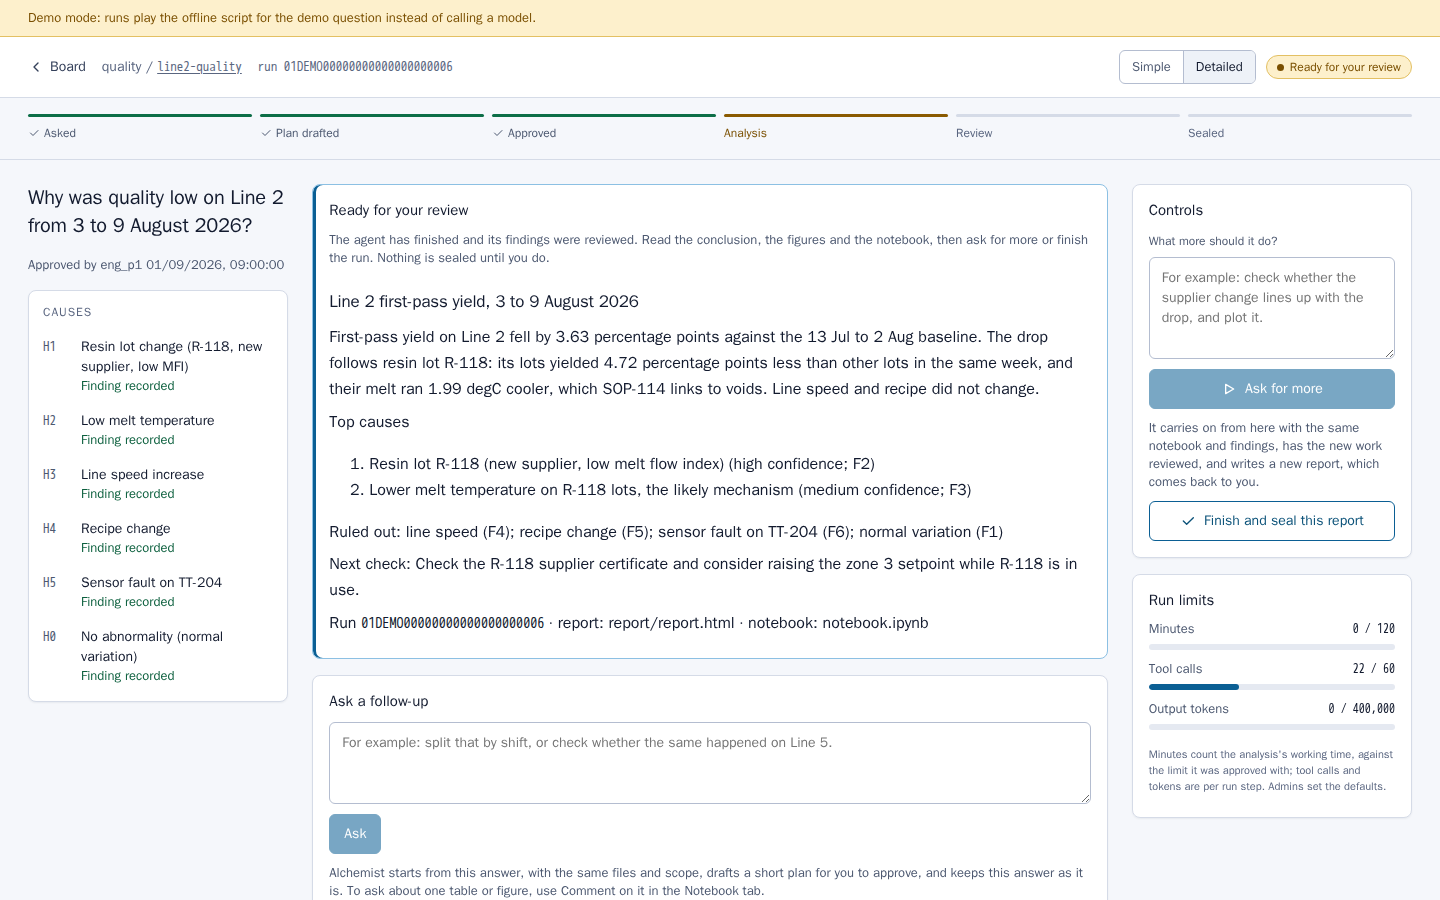 Demo mode: runs play the offline script for the demo question instead of calling a model.
Board quality / line2-quality run 01DEMO00000000000000000006
Simple Detailed Ready for your review
Asked Plan drafted Approved Analysis Review Sealed
Why was quality low on Line 2
from 3 to 9 August 2026?
Approved by eng_p1 01/09/2026, 09:00:00
CAUSES
H1 Resin lot change (R-118, new
supplier, low MFI)
Finding recorded
H2 Low melt temperature
Finding recorded
H3 Line speed increase
Finding recorded
H4 Recipe change
Finding recorded
H5 Sensor fault on TT-204
Finding recorded
H0 No abnormality (normal
variation)
Finding recorded
Ready for your review
The agent has finished and its findings were reviewed. Read the conclusion, the figures and the notebook, then ask for more or finish
the run. Nothing is sealed until you do.
Line 2 first-pass yield, 3 to 9 August 2026
First-pass yield on Line 2 fell by 3.63 percentage points against the 13 Jul to 2 Aug baseline. The drop
follows resin lot R-118: its lots yielded 4.72 percentage points less than other lots in the same week, and
their melt ran 1.99 degC cooler, which SOP-114 links to voids. Line speed and recipe did not change.
Top causes
1. Resin lot R-118 (new supplier, low melt flow index) (high confidence; F2)
2. Lower melt temperature on R-118 lots, the likely mechanism (medium confidence; F3)
Ruled out: line speed (F4); recipe change (F5); sensor fault on TT-204 (F6); normal variation (F1)
Next check: Check the R-118 supplier certificate and consider raising the zone 3 setpoint while R-118 is in
use.
Run 01DEMO00000000000000000006 · report: report/report.html · notebook: notebook.ipynb
Ask a follow-up
For example: split that by shift, or check whether the same happened on Line 5.
Ask
Alchemist starts from this answer, with the same files and scope, drafts a short plan for you to approve, and keeps this answer as it
is. To ask about one table or figure, use Comment on it in the Notebook tab.
Controls
What more should it do?
For example: check whether the
supplier change lines up with the
drop, and plot it.
Ask for more
It carries on from here with the same
notebook and findings, has the new work
reviewed, and writes a new report, which
comes back to you.
Finish and seal this report
Run limits
Minutes 0 / 120
Tool calls 22 / 60
Output tokens 0 / 400,000
Minutes count the analysis's working time, against
the limit it was approved with; tool calls and
tokens are per run step. Admins set the defaults.